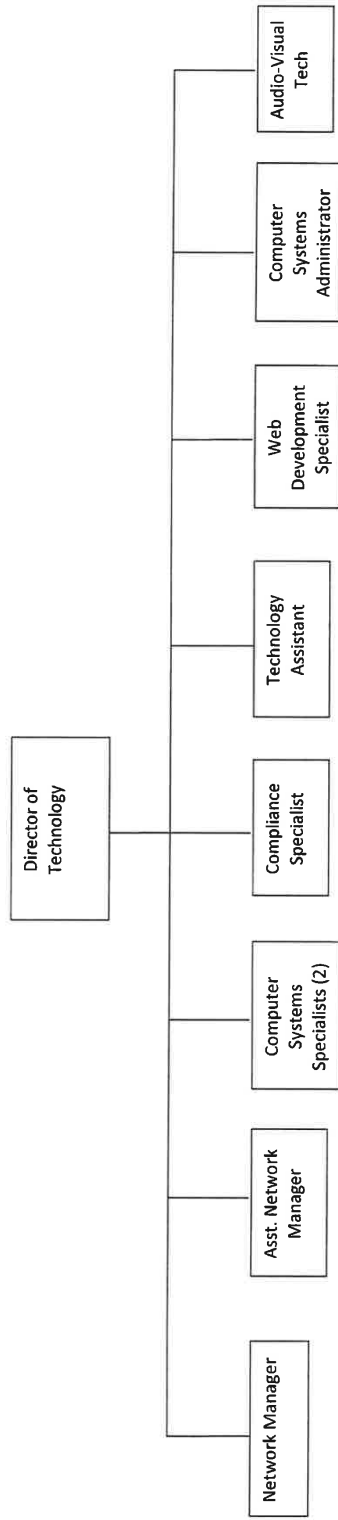 Director of
Technology
Network Manager
Asst. Network
Manager
Computer
Systems
Specialists (2)
Compliance
Specialist
Technology
Assistant
Web
Development
Specialist
Computer
Systems
Administrator
Audio-Visual
Tech